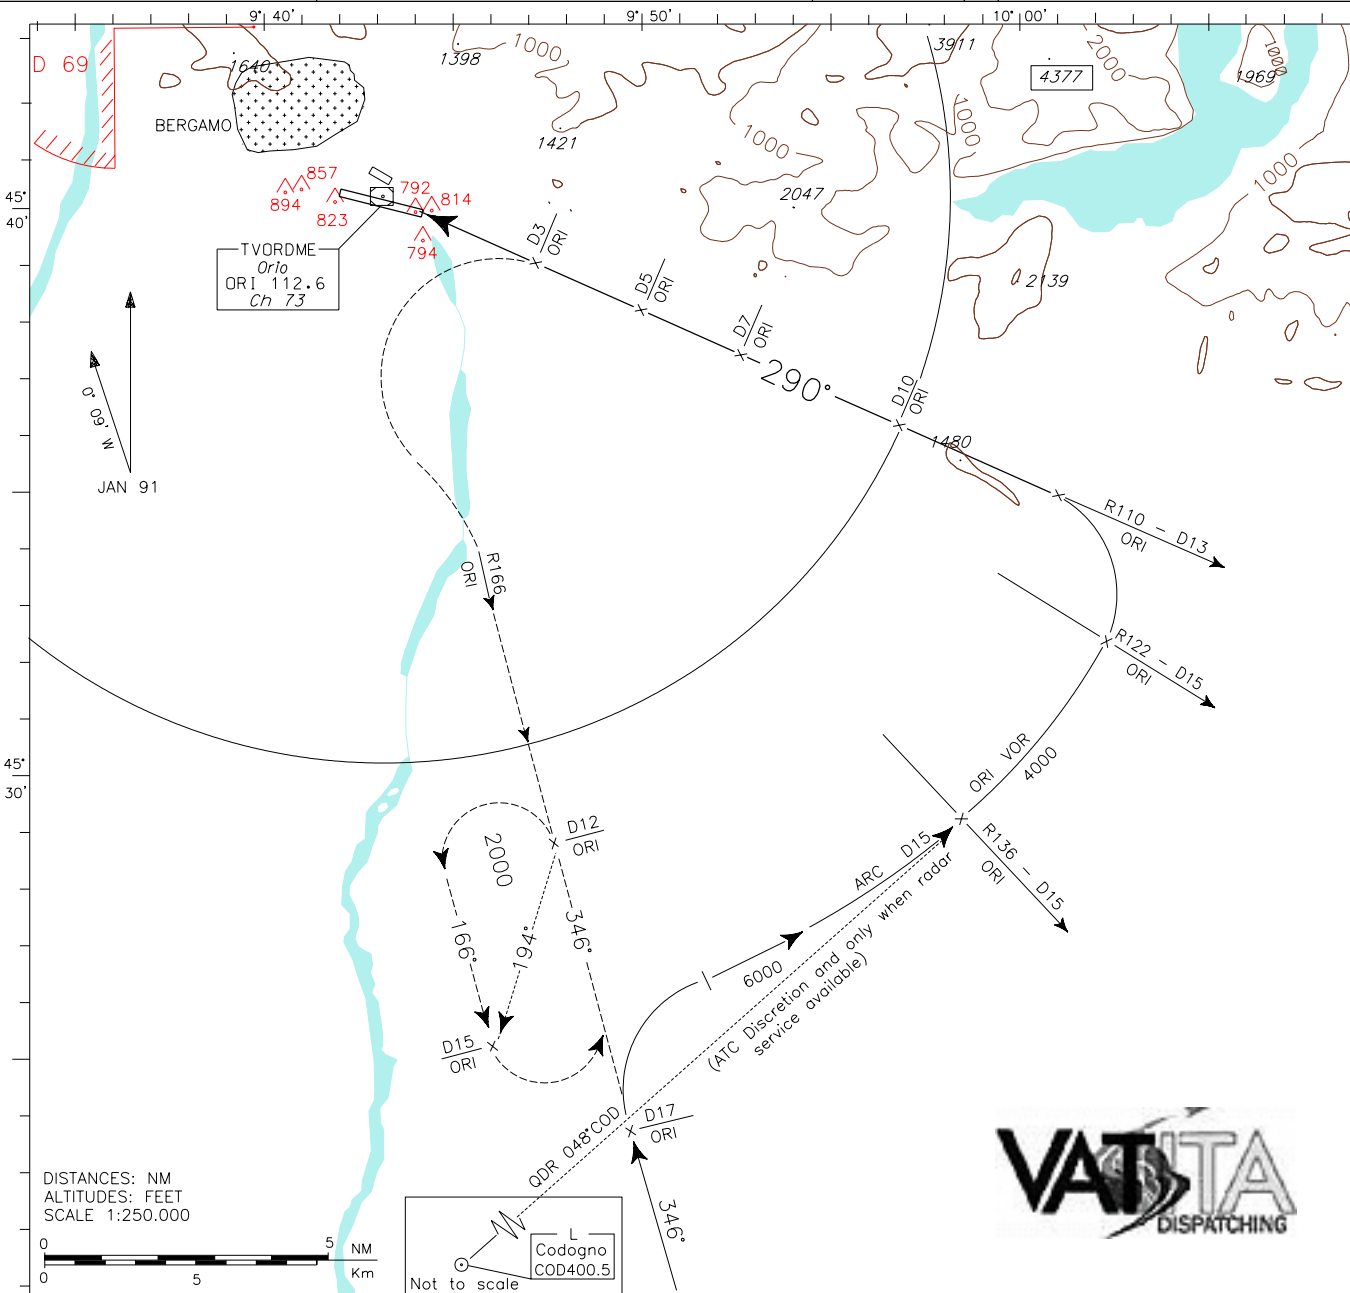 9° 40'
9° 50'
10° 00'
D 69
1640
1398
1000
3911
2000
4377
1000
1969
BERGAMO
1421
1000
1000
1000
857
894
823
792
814
794
2047
45°
40'
TVORDME
Orio
ORI 112.6
Ch 73
D3
ORI
D5
ORI
D7
ORI
2139
290°
D10
ORI
0° 09' W
JAN 91
1480
R110 - D13
ORI
R166
ORI
R122 - D15
ORI
45°
30'
ORI VOR
4000
D12
ORI
2000
ARC D15
R136 - D15
ORI
166°
194°
346°
6000
(ATC Discretion and only when radar
service available)
D15
ORI
D17
ORI
QDR 048° COD
346°
DISTANCES: NM
ALTITUDES: FEET
SCALE 1:250.000
0 5 NM
0 5 Km
L
Codogno
COD400.5
Not to scale
VATITA
DISPATCHING